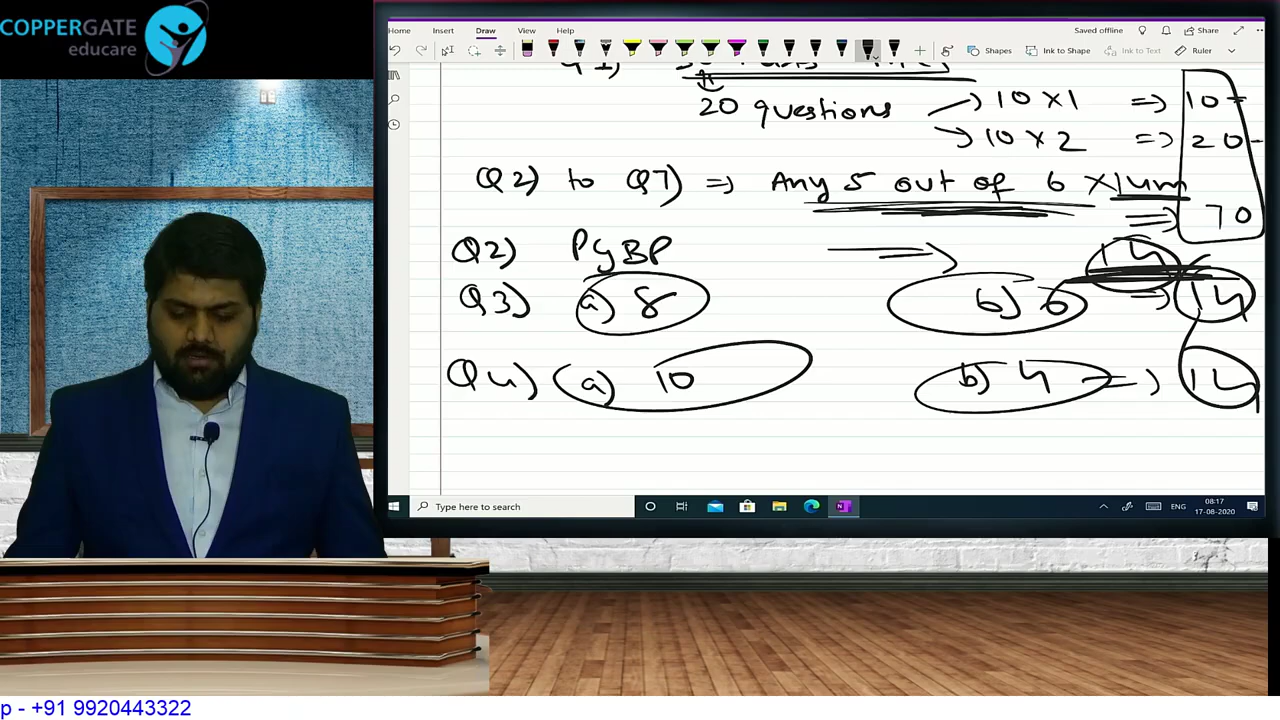 COPPERGATE
educare
Home Insert Draw View Help
Saved offline
Share
Shapes
Ink to Shape
Ink to Text
Ruler
20 questions → 10 x 1 => 10
→ 10 x 2 => 20
Q2) to Q7) => Any 5 out of 6 x 14m
=> 70
Q2) PGBP → 14
Q3) a) 8 b) 6 => 14
Q4) a) 10 b) 4 => 14
Type here to search
ENG
08:17
17-08-2020
p - +91 9920443322